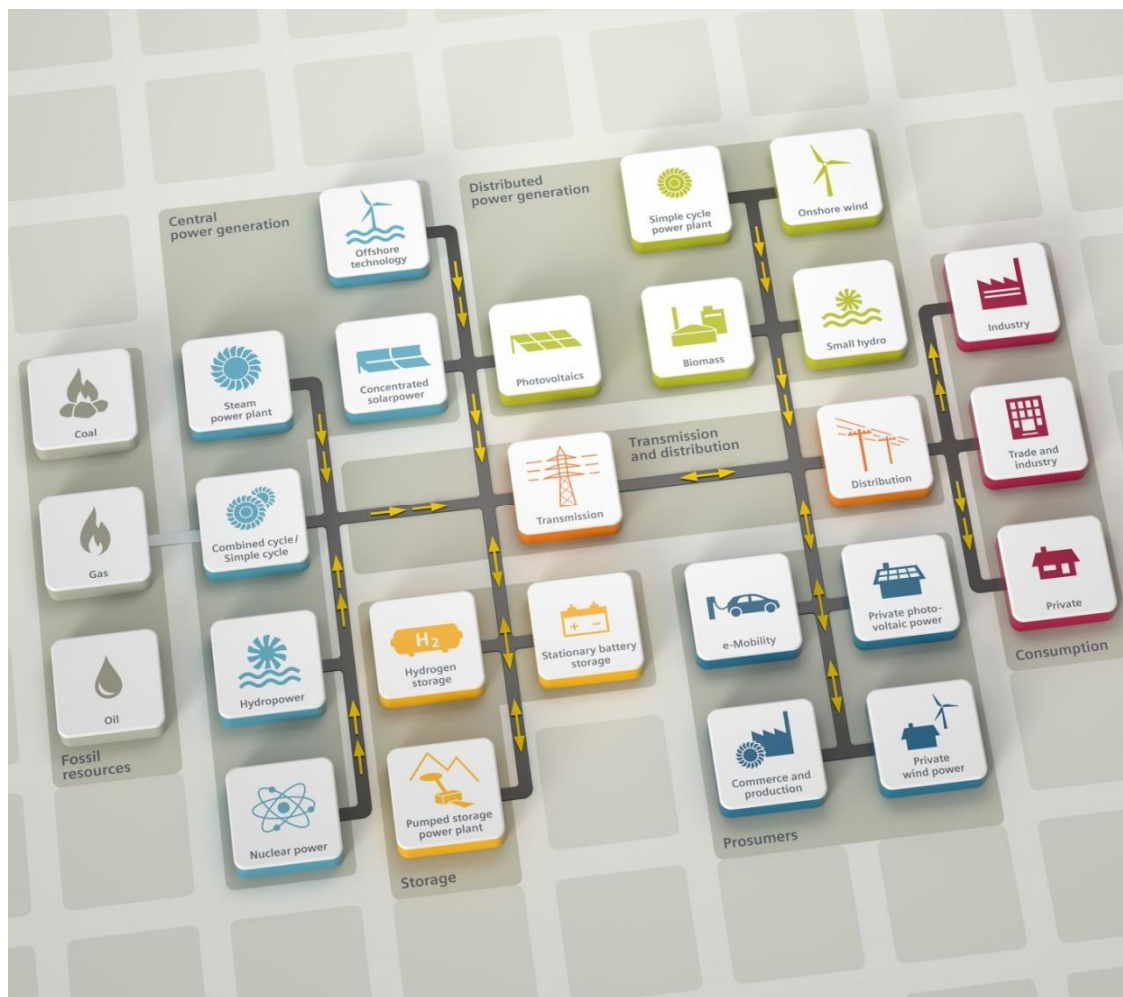 Central
power generation
Offshore
technology
Steam
power plant
Concentrated
solarpower
Combined cycle/
Simple cycle
Hydropower
Nuclear power
Distributed
power generation
Simple cycle
power plant
Onshore wind
Photovoltaics
Biomass
Small hydro
Coal
Gas
Oil
Fossil
resources
Transmission
and distribution
Transmission
Distribution
Hydrogen
storage
H2
Stationary battery
storage
Pumped storage
power plant
Storage
e-Mobility
Private photo-
voltaic power
Commerce and
production
Private
wind power
Prosumers
Industry
Trade and
industry
Private
Consumption